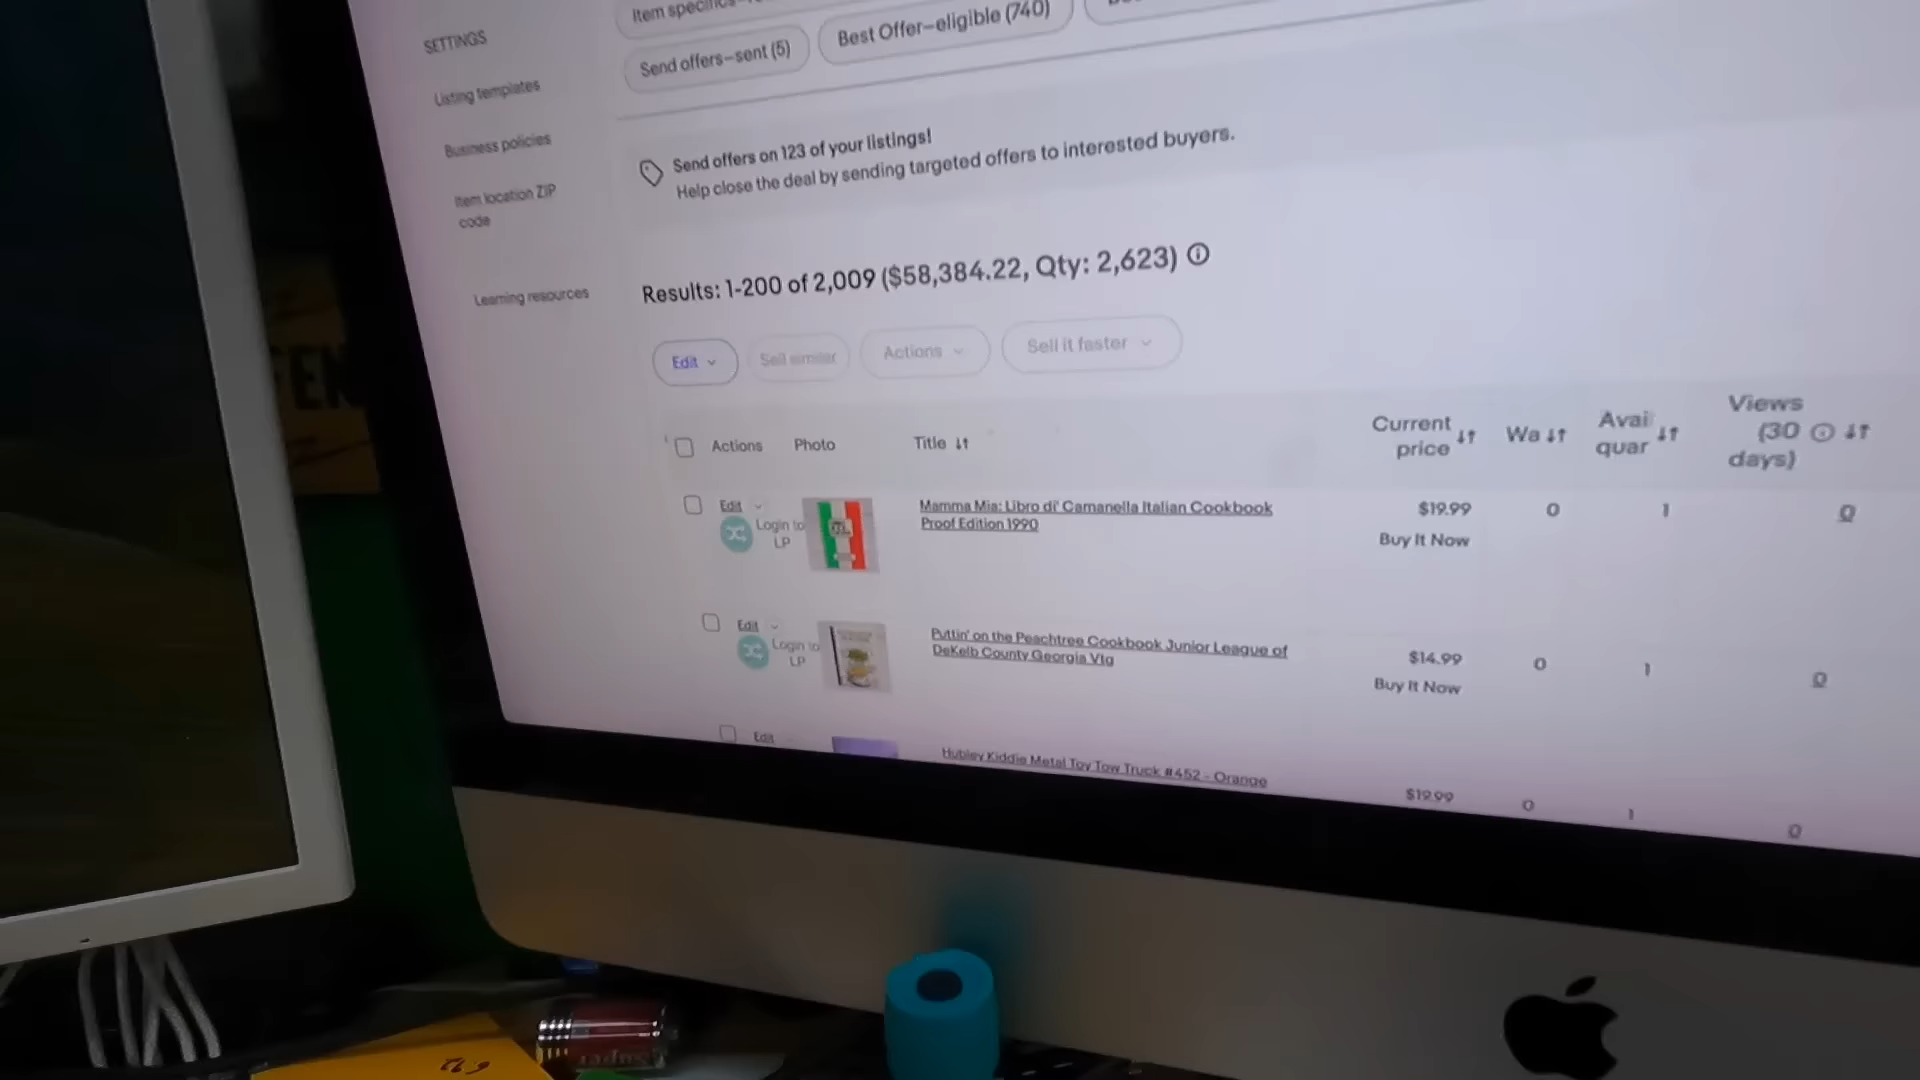 SETTINGS
Listing templates
Business policies
Item location ZIP
code
Learning resources
Item specifics
Send offers–sent (5)
Best Offer–eligible (740)
Send offers on 123 of your listings!
Help close the deal by sending targeted offers to interested buyers.
Results: 1-200 of 2,009 ($58,384.22, Qty: 2,623)
Edit
Sell similar
Actions
Sell it faster
Actions
Photo
Title
Current
price
Wa
Avai
quar
Views
(30
days)
Edit
Login to
LP
Mamma Mia: Libro di' Camanella Italian Cookbook
Proof Edition 1990
$19.99
Buy It Now
0
1
0
Edit
Login to
LP
Puttin' on the Peachtree Cookbook Junior League of
DeKelb County Georgia Vtg
$14.99
Buy It Now
0
1
0
Edit
Hubley Kiddie Metal Toy Tow Truck #452 - Orange
$19.99
0
1
0
Super